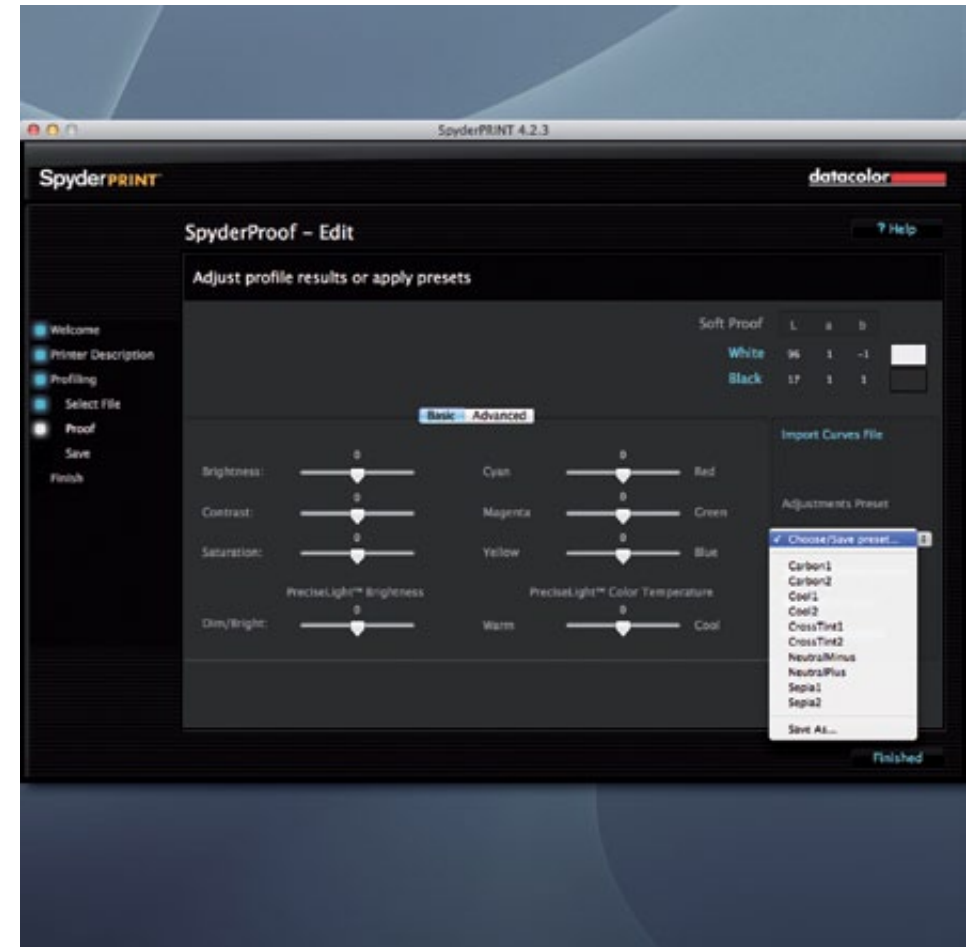 SpyderPRINT 4.2.3
SpyderPRINT
datacolor
SpyderProof – Edit
? Help
Adjust profile results or apply presets
Welcome
Printer Description
Profiling
Select File
Proof
Save
Finish
Soft Proof L a b
White 96 1 -1
Black 17 1 1
Basic Advanced
Import Curves File
Brightness: 0 Cyan 0 Red
Contrast: 0 Magenta 0 Green
Saturation: 0 Yellow 0 Blue
PreciseLight™ Brightness PreciseLight™ Color Temperature
Dim/Bright: 0 Warm 0 Cool
Adjustments Preset
✓ Choose/Save preset...
Carbon1
Carbon2
Cool1
Cool2
CrossTint1
CrossTint2
NeutralMinus
NeutralPlus
Sepia1
Sepia2
Save As...
Finished